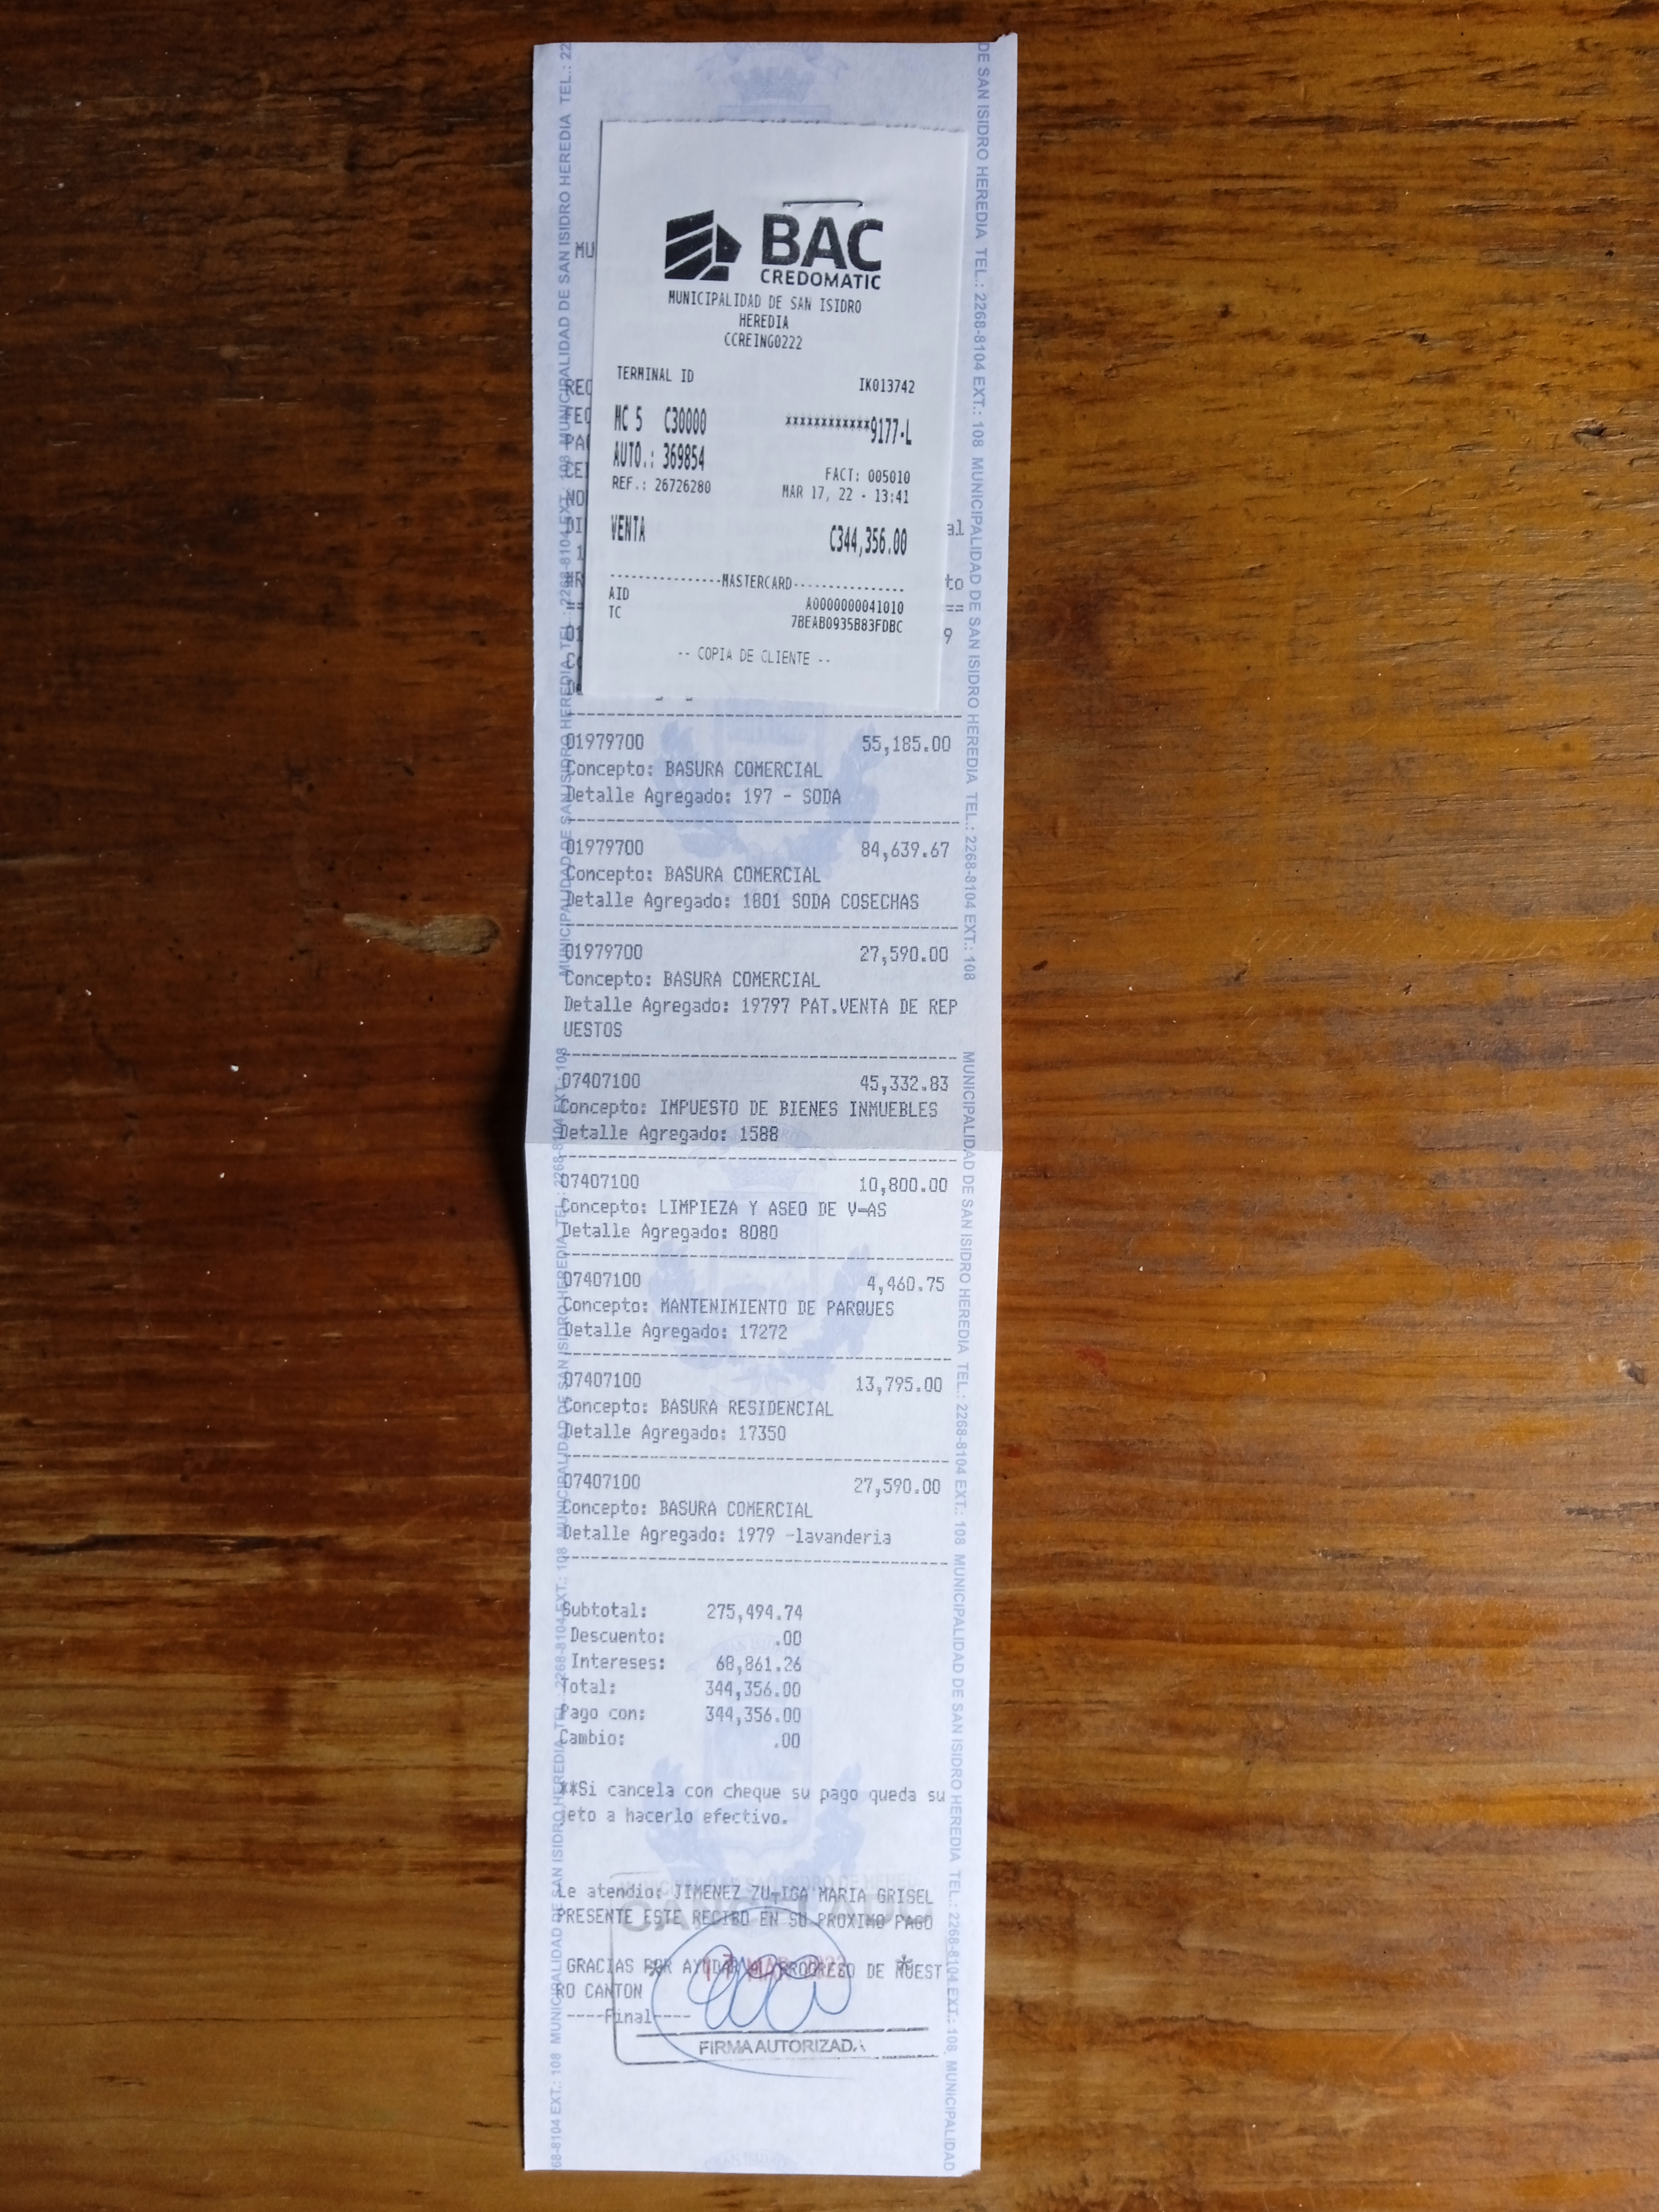 BAC
CREDOMATIC
MUNICIPALIDAD DE SAN ISIDRO
HEREDIA
CCREING0222
TERMINAL ID IK013742
MC 5 C30000 ************9177-L
AUTO.: 369854
FACT: 005010
REF.: 26726280 MAR 17, 22 - 13:41
VENTA C344,356.00
---------------MASTERCARD---------------
AID A0000000041010
TC 7BEAB0935B83FDBC
-- COPIA DE CLIENTE --
01979700 55,185.00
Concepto: BASURA COMERCIAL
Detalle Agregado: 197 - SODA
01979700 84,639.67
Concepto: BASURA COMERCIAL
Detalle Agregado: 1801 SODA COSECHAS
01979700 27,590.00
Concepto: BASURA COMERCIAL
Detalle Agregado: 19797 PAT.VENTA DE REP
UESTOS
07407100 45,332.83
Concepto: IMPUESTO DE BIENES INMUEBLES
Detalle Agregado: 1588
07407100 10,800.00
Concepto: LIMPIEZA Y ASEO DE V=AS
Detalle Agregado: 8080
07407100 4,460.75
Concepto: MANTENIMIENTO DE PARQUES
Detalle Agregado: 17272
07407100 13,795.00
Concepto: BASURA RESIDENCIAL
Detalle Agregado: 17350
07407100 27,590.00
Concepto: BASURA COMERCIAL
Detalle Agregado: 1979 -lavanderia
Subtotal: 275,494.74
Descuento: .00
Intereses: 68,861.26
Total: 344,356.00
Pago con: 344,356.00
Cambio: .00
**Si cancela con cheque su pago queda su
jeto a hacerlo efectivo.
Le atendio: JIMENEZ ZU-IGA MARIA GRISEL
PRESENTE ESTE RECIBO EN SU PROXIMO PAGO
GRACIAS POR AYUDAR AL PROGRESO DE NUEST
RO CANTON
----Final----
CANCELADO
FIRMA AUTORIZADA
MUNICIPALIDAD DE SAN ISIDRO HEREDIA TEL.: 2268-8104 EXT.: 108